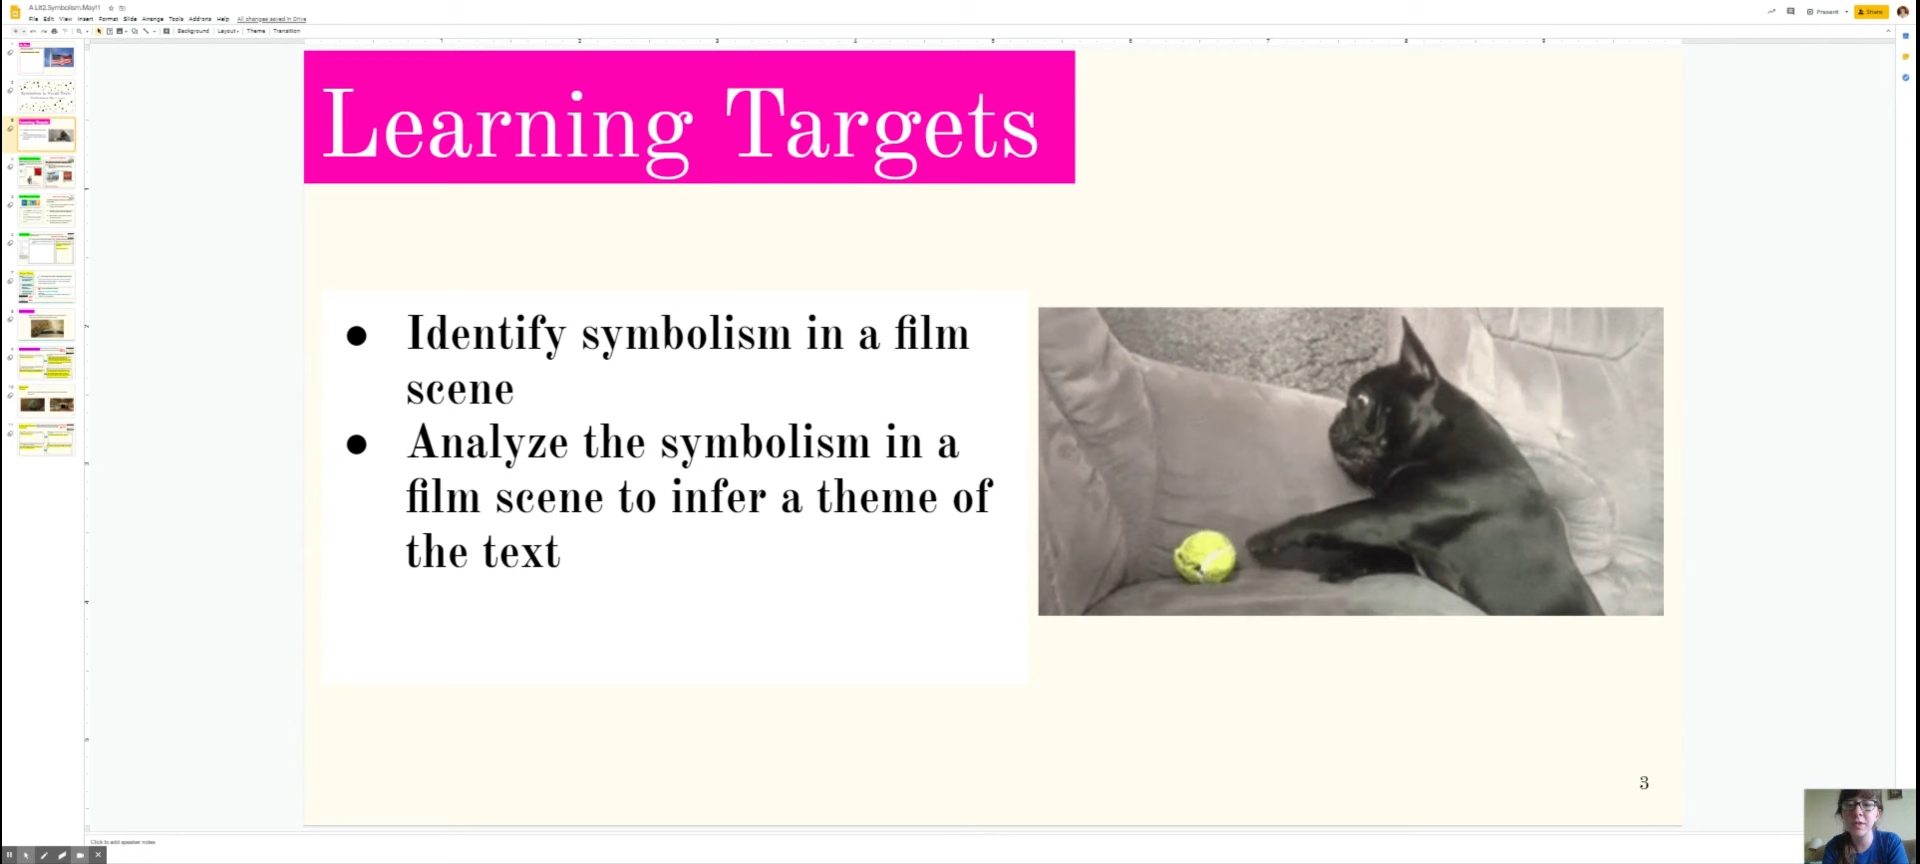 A Lit2.Symbolism.May11
File Edit View Insert Format Slide Arrange Tools Add-ons Help All changes saved in Drive
Present
Share
Background Layout Theme Transition
Learning Targets
● Identify symbolism in a film
scene
● Analyze the symbolism in a
film scene to infer a theme of
the text
3
Click to add speaker notes